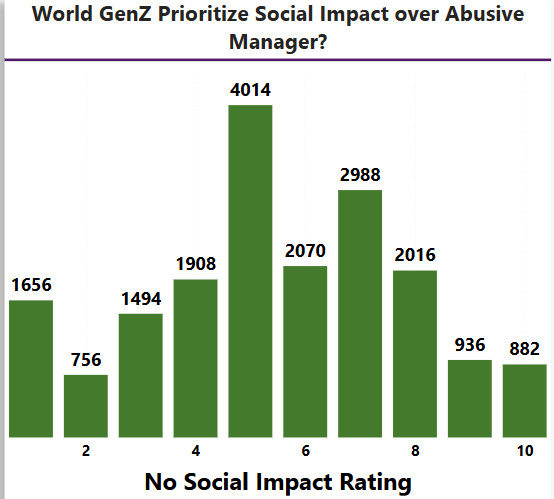 World GenZ Prioritize Social Impact over Abusive
Manager?
4014
2988
2070
2016
1908
1656
1494
936
882
756
2 4 6 8 10
No Social Impact Rating